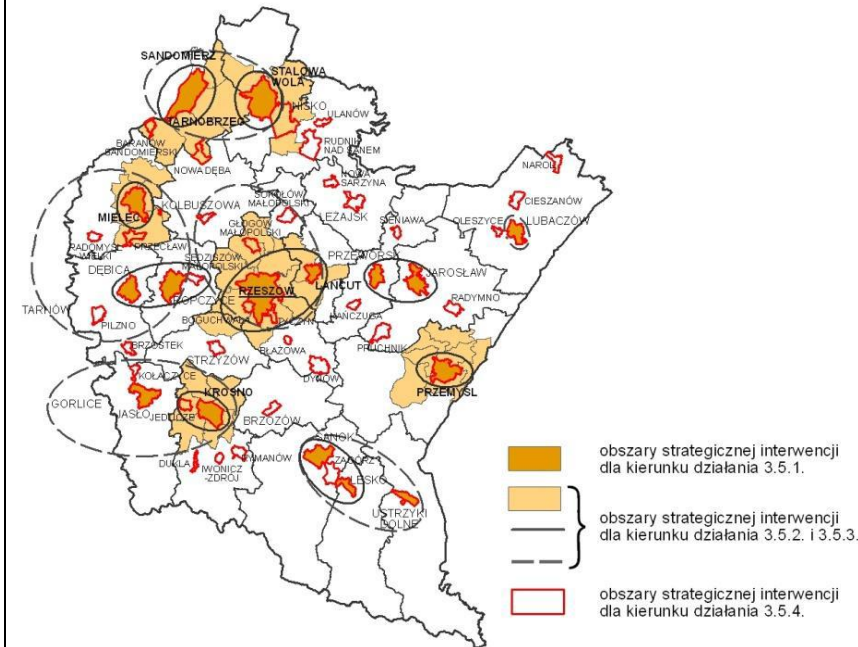 SANDOMIERZ
STALOWA
WOLA
NISKO
ULANÓW
TARNOBRZEG
RUDNIK
NAD SANEM
BARANÓW
SANDOMIERSKI
NOWA DĘBA
NAROL
NOWA
SARZYNA
CIESZANÓW
KOLBUSZOWA
SOKOŁÓW
MAŁOPOLSKI
LEŻAJSK
OLESZYCE
LUBACZÓW
MIELEC
GŁOGÓW
MAŁOPOLSKI
SIENIAWA
RADOMYŚL
WIELKI
PRZECŁAW
SĘDZISZÓW
MAŁOPOLSKI
PRZEWORSK
DĘBICA
JAROSŁAW
RZESZÓW
ŁAŃCUT
ROPCZYCE
RADYMNO
TARNÓW
BOGUCHWAŁA
TYCZYN
KAŃCZUGA
PILZNO
PRUCHNIK
BRZOSTEK
STRZYŻÓW
BŁAŻOWA
DYNÓW
KOŁACZYCE
KROSNO
PRZEMYŚL
GORLICE
JASŁO
JEDLICZE
BRZOZÓW
SANOK
DUKLA
IWONICZ
-ZDRÓJ
RYMANÓW
ZAGÓRZ
LESKO
USTRZYKI
DOLNE
obszary strategicznej interwencji
dla kierunku działania 3.5.1.
obszary strategicznej interwencji
dla kierunku działania 3.5.2. i 3.5.3.
obszary strategicznej interwencji
dla kierunku działania 3.5.4.